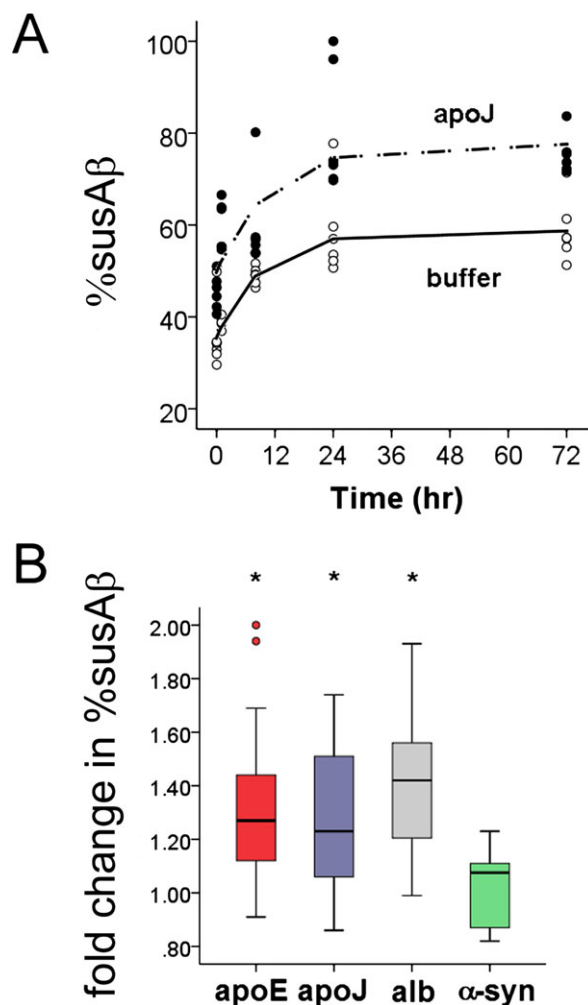 A
%susAβ
100
80
60
40
20
apoJ
buffer
0 12 24 36 48 60 72
Time (hr)
B
fold change in %susAβ
* * *
2.00
1.80
1.60
1.40
1.20
1.00
.80
apoE apoJ alb α-syn